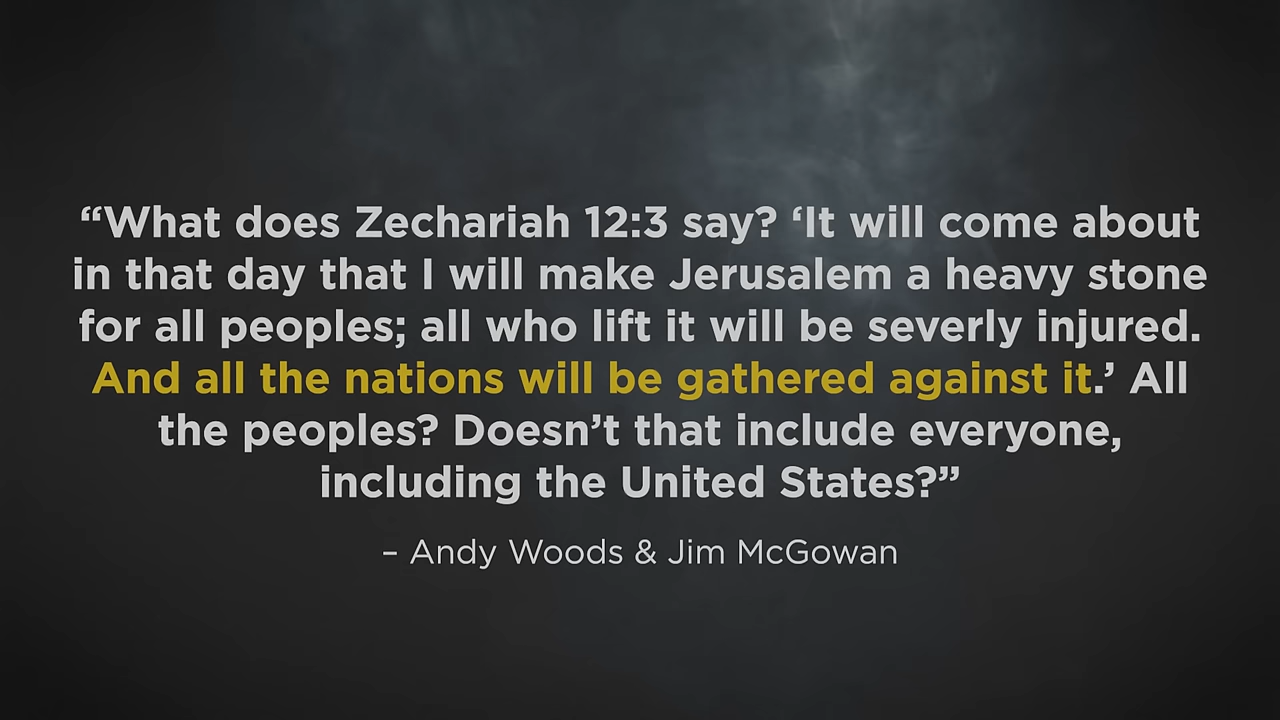 “What does Zechariah 12:3 say? ‘It will come about
in that day that I will make Jerusalem a heavy stone
for all peoples; all who lift it will be severly injured.
And all the nations will be gathered against it.’ All
the peoples? Doesn’t that include everyone,
including the United States?”
– Andy Woods & Jim McGowan